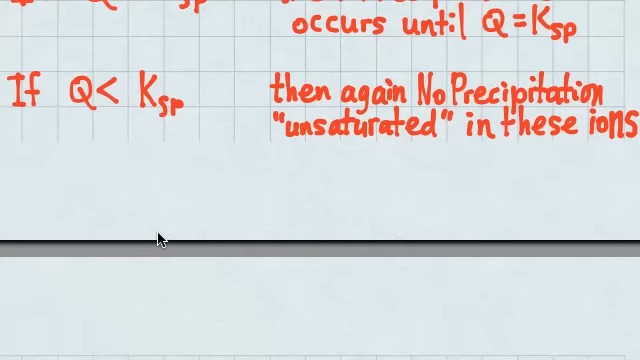 occurs until Q = Ksp
If Q < Ksp then again No Precipitation
"unsaturated" in these ions